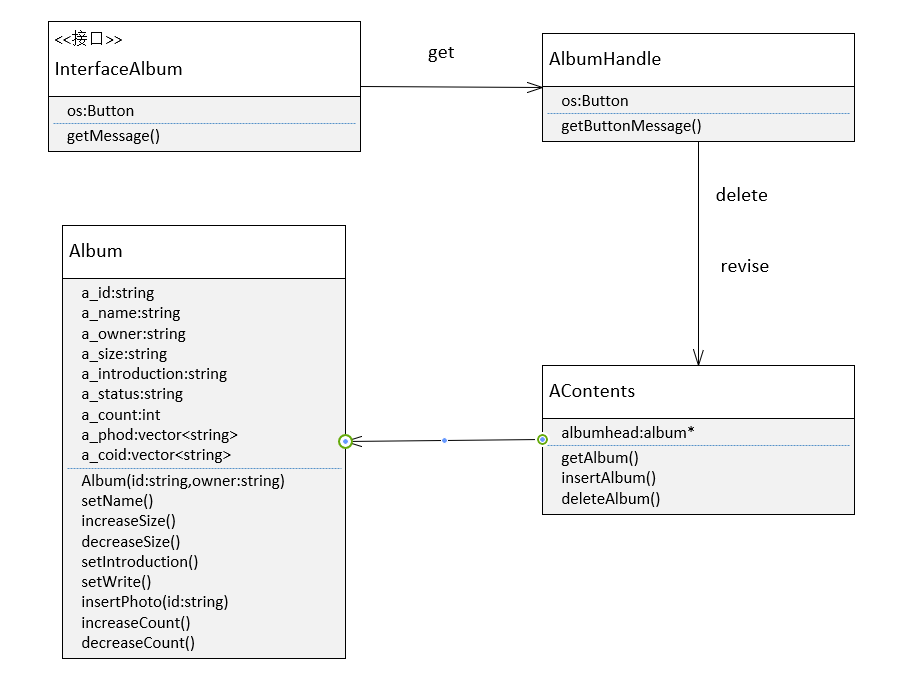 <<接口>>
InterfaceAlbum
os:Button
getMessage()
get
AlbumHandle
os:Button
getButtonMessage()
delete
revise
Album
a_id:string
a_name:string
a_owner:string
a_size:string
a_introduction:string
a_status:string
a_count:int
a_phod:vector<string>
a_coid:vector<string>
Album(id:string,owner:string)
setName()
increaseSize()
decreaseSize()
setIntroduction()
setWrite()
insertPhoto(id:string)
increaseCount()
decreaseCount()
AContents
albumhead:album*
getAlbum()
insertAlbum()
deleteAlbum()